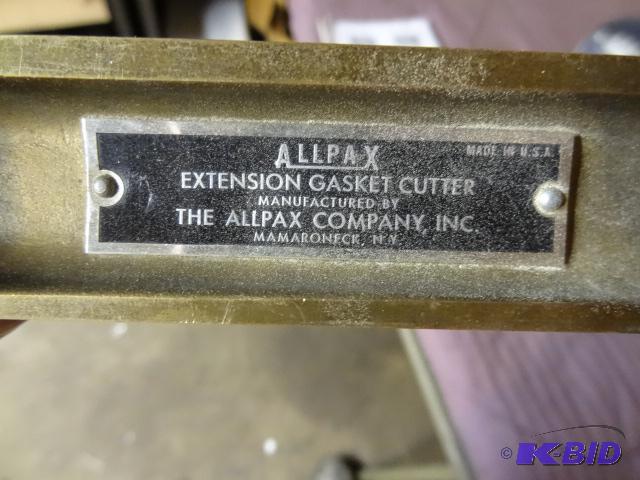 ALLPAX
MADE IN U.S.A.
EXTENSION GASKET CUTTER
MANUFACTURED BY
THE ALLPAX COMPANY, INC.
MAMARONECK, N.Y.
© K-BID